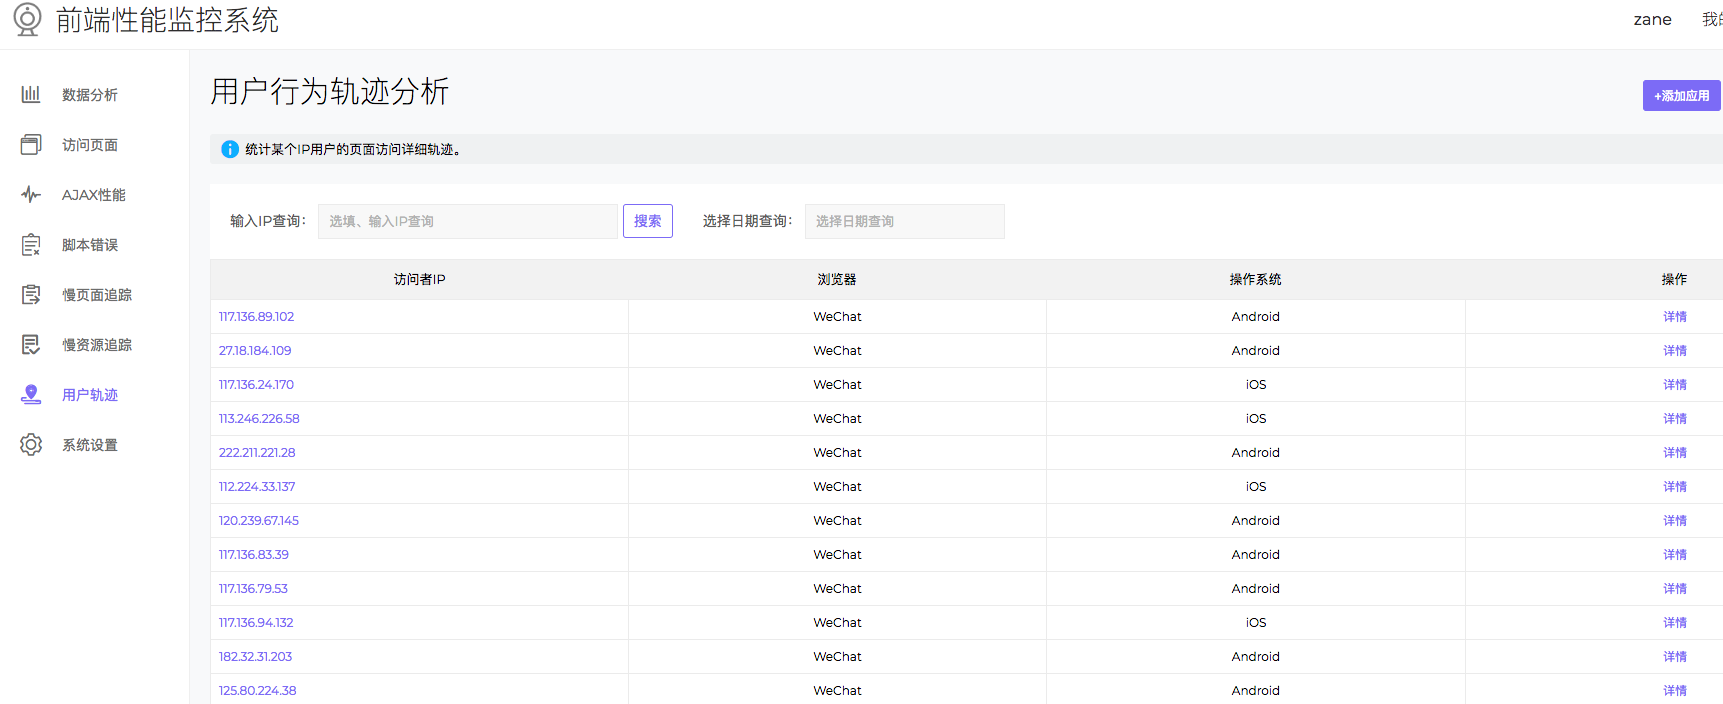 前端性能监控系统
zane 我的
数据分析
访问页面
AJAX性能
脚本错误
慢页面追踪
慢资源追踪
用户轨迹
系统设置
用户行为轨迹分析
+添加应用
统计某个IP用户的页面访问详细轨迹。
输入IP查询： 选填、输入IP查询 搜索 选择日期查询： 选择日期查询
访问者IP 浏览器 操作系统 操作
117.136.89.102 WeChat Android 详情
27.18.184.109 WeChat Android 详情
117.136.24.170 WeChat iOS 详情
113.246.226.58 WeChat iOS 详情
222.211.221.28 WeChat Android 详情
112.224.33.137 WeChat iOS 详情
120.239.67.145 WeChat Android 详情
117.136.83.39 WeChat Android 详情
117.136.79.53 WeChat Android 详情
117.136.94.132 WeChat iOS 详情
182.32.31.203 WeChat Android 详情
125.80.224.38 WeChat Android 详情